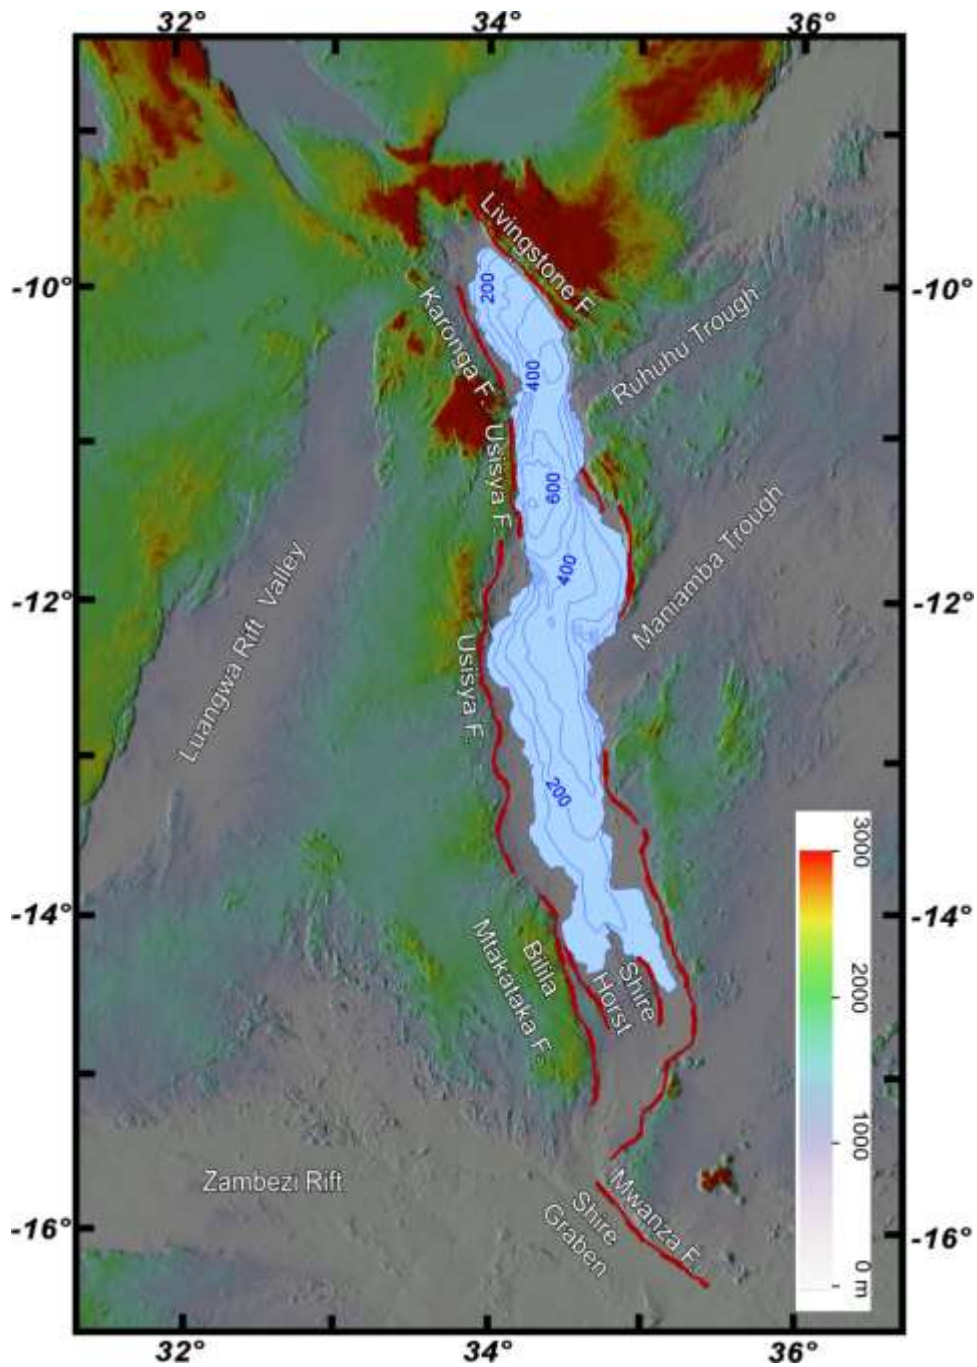 32°
34°
36°
-10°
-10°
Livingstone F.
200
Karonga F.
400
Ruhuhu Trough
Usisya F.
600
400
Maniamba Trough
-12°
-12°
Luangwa Rift Valley
Usisya F.
200
3000
2000
1000
0 m
-14°
-14°
Bilila
Mtakataka F.
Shire
Horst
Zambezi Rift
Mwanza F.
Shire
Graben
-16°
-16°
32°
34°
36°